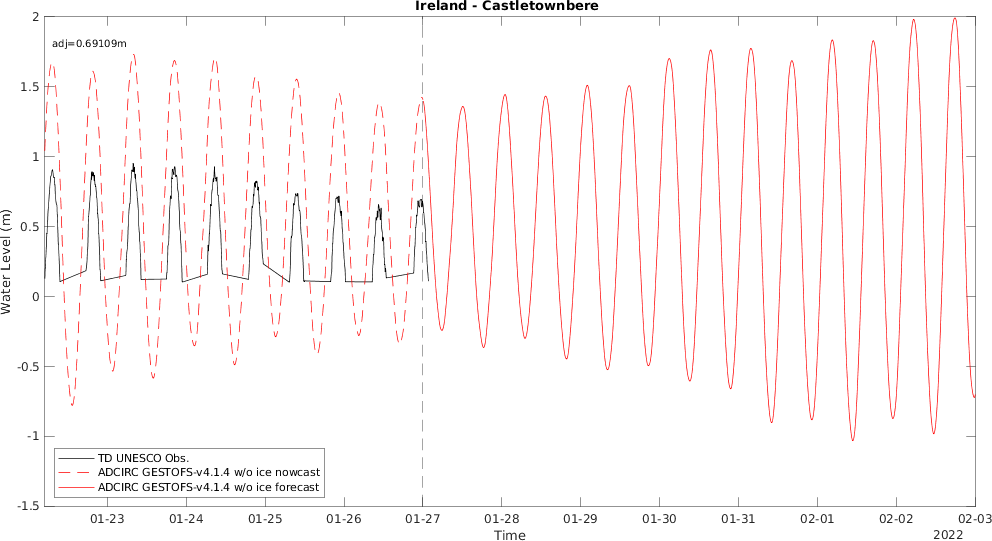 Ireland - Castletownbere
adj=0.69109m
2
1.5
1
0.5
0
-0.5
-1
-1.5
Water Level (m)
TD UNESCO Obs.
ADCIRC GESTOFS-v4.1.4 w/o ice nowcast
ADCIRC GESTOFS-v4.1.4 w/o ice forecast
01-23 01-24 01-25 01-26 01-27 01-28 01-29 01-30 01-31 02-01 02-02 02-03
Time
2022